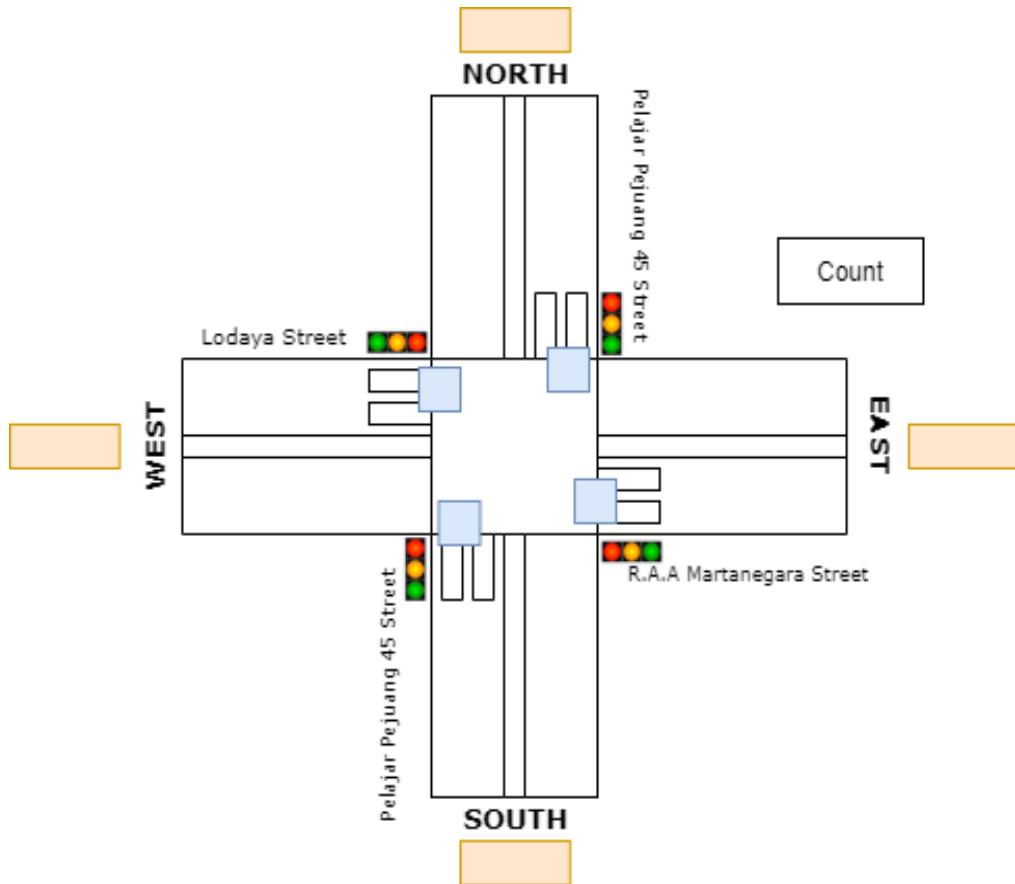 NORTH
Pelajar Pejuang 45 Street
Count
Lodaya Street
WEST
EAST
R.A.A Martanegara Street
Pelajar Pejuang 45 Street
SOUTH